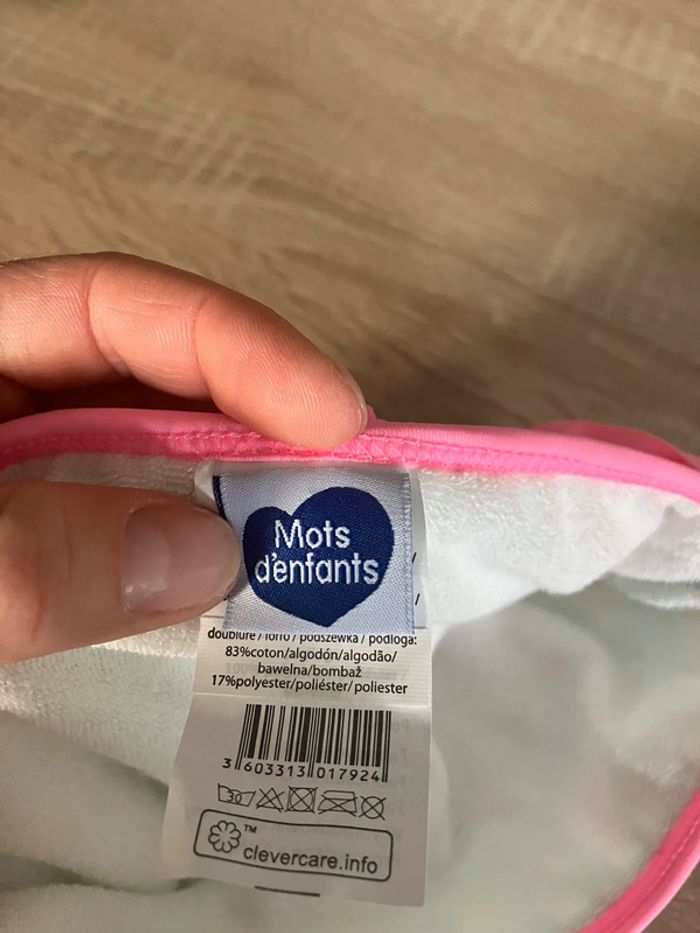 Mots
d'enfants
/
/
doublure / forro / podszewka / podloga:
83%coton/algodón/algodão/
bawelna/bombaž
17%polyester/poliéster/poliester
3 603313 017924
30
™
clevercare.info